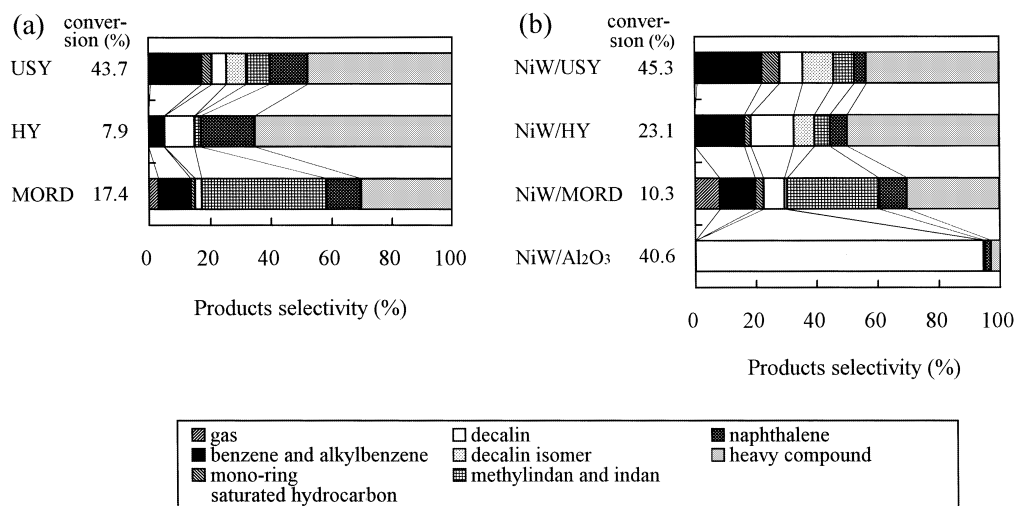 (a)
conver-
sion (%)
USY 43.7
HY 7.9
MORD 17.4
0 20 40 60 80 100
Products selectivity (%)
(b)
conver-
sion (%)
NiW/USY 45.3
NiW/HY 23.1
NiW/MORD 10.3
NiW/Al2O3 40.6
0 20 40 60 80 100
Products selectivity (%)
gas
benzene and alkylbenzene
mono-ring
saturated hydrocarbon
decalin
decalin isomer
methylindan and indan
naphthalene
heavy compound